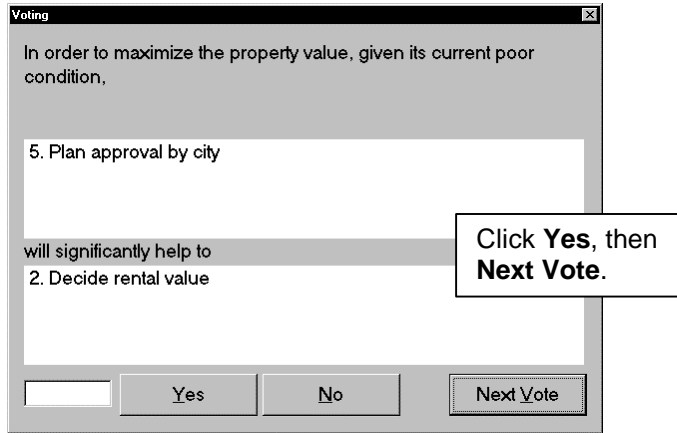 Voting
In order to maximize the property value, given its current poor
condition,
5. Plan approval by city
will significantly help to
2. Decide rental value
Click Yes, then
Next Vote.
Yes
No
Next Vote